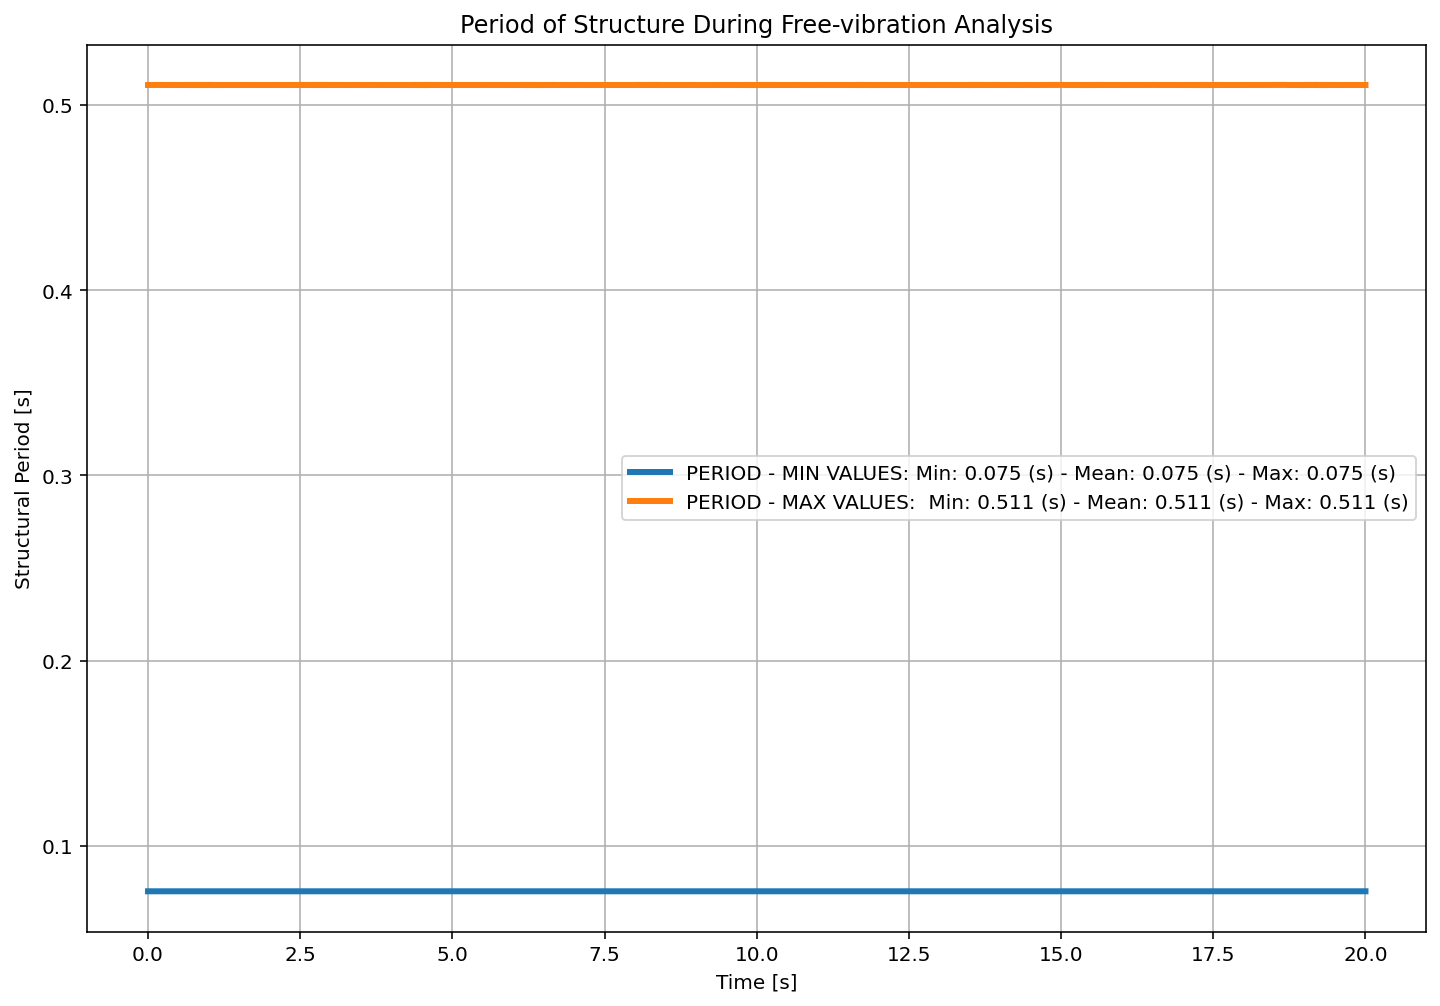 Period of Structure During Free-vibration Analysis
Structural Period [s]
0.5
0.4
0.3
0.2
0.1
PERIOD - MIN VALUES: Min: 0.075 (s) - Mean: 0.075 (s) - Max: 0.075 (s)
PERIOD - MAX VALUES:  Min: 0.511 (s) - Mean: 0.511 (s) - Max: 0.511 (s)
0.0 2.5 5.0 7.5 10.0 12.5 15.0 17.5 20.0
Time [s]